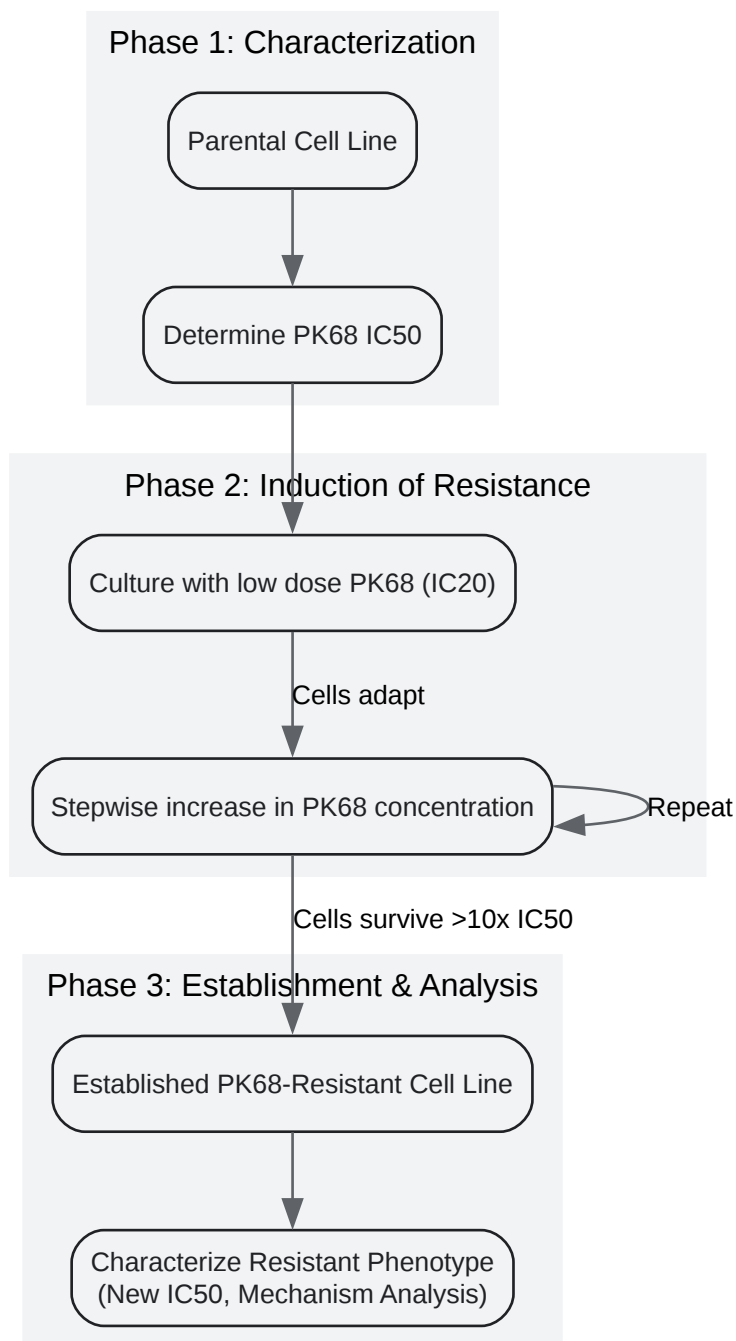 Phase 1: Characterization
Parental Cell Line
Determine PK68 IC50
Phase 2: Induction of Resistance
Culture with low dose PK68 (IC20)
Cells adapt
Stepwise increase in PK68 concentration
Repeat
Cells survive >10x IC50
Phase 3: Establishment & Analysis
Established PK68-Resistant Cell Line
Characterize Resistant Phenotype
(New IC50, Mechanism Analysis)